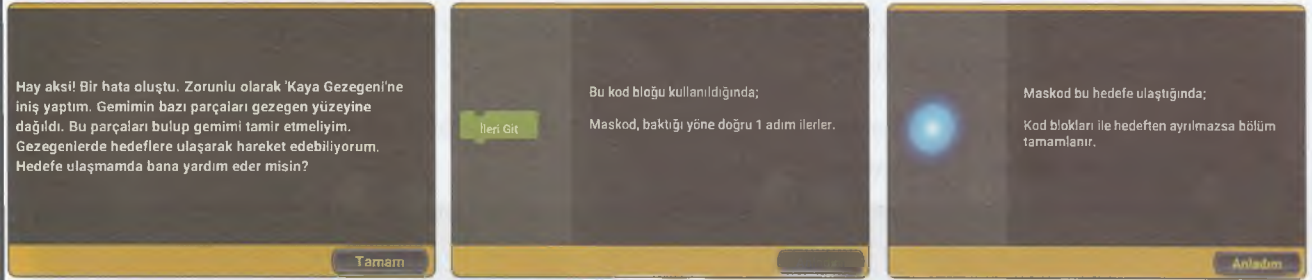 Hay aksi! Bir hata oluştu. Zorunlu olarak 'Kaya Gezegeni'ne
iniş yaptım. Gemimin bazı parçaları gezegen yüzeyine
dağıldı. Bu parçaları bulup gemimi tamir etmeliyim.
Gezegenlerde hedeflere ulaşarak hareket edebiliyorum.
Hedefe ulaşmamda bana yardım eder misin?
Tamam
İleri Git
Bu kod bloğu kullanıldığında;
Maskod, baktığı yöne doğru 1 adım ilerler.
Maskod bu hedefe ulaştığında;
Kod blokları ile hedeften ayrılmazsa bölüm
tamamlanır.
Anladım